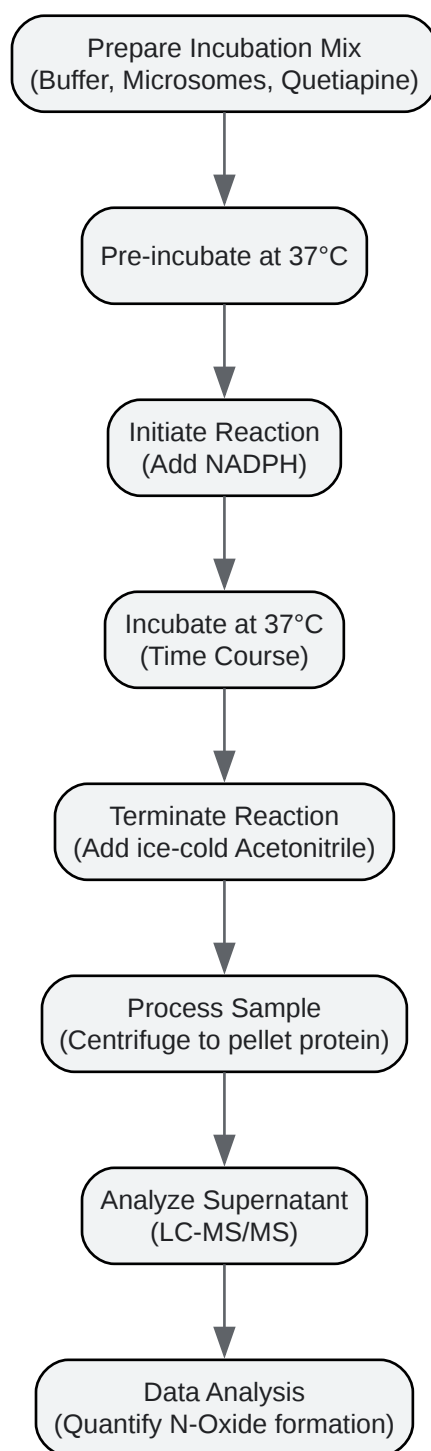 Prepare Incubation Mix
(Buffer, Microsomes, Quetiapine)
Pre-incubate at 37°C
Initiate Reaction
(Add NADPH)
Incubate at 37°C
(Time Course)
Terminate Reaction
(Add ice-cold Acetonitrile)
Process Sample
(Centrifuge to pellet protein)
Analyze Supernatant
(LC-MS/MS)
Data Analysis
(Quantify N-Oxide formation)